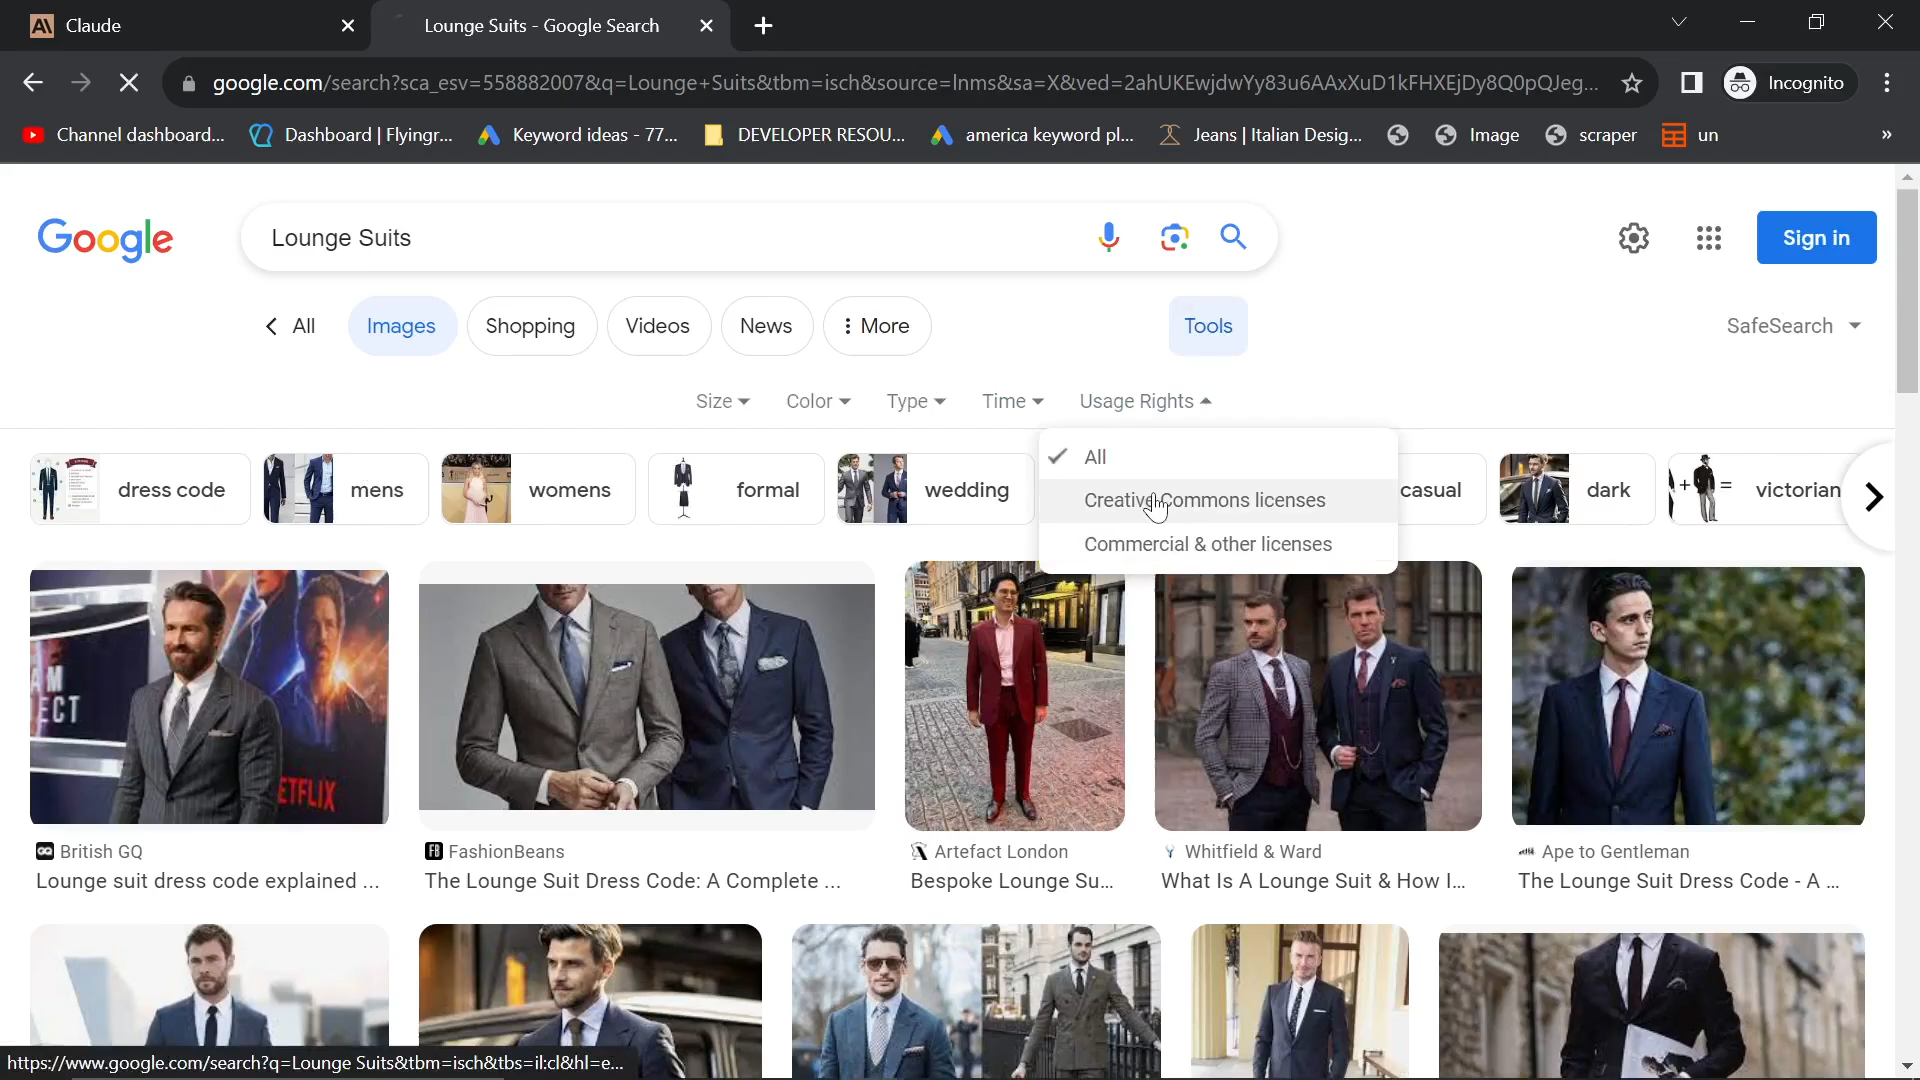 Claude
Lounge Suits - Google Search
google.com/search?sca_esv=558882007&q=Lounge+Suits&tbm=isch&source=lnms&sa=X&ved=2ahUKEwjdwYy83u6AAxXuD1kFHXEjDy8Q0pQJeg...
Incognito
Channel dashboard...
Dashboard | Flyingr...
Keyword ideas - 77...
DEVELOPER RESOU...
america keyword pl...
Jeans | Italian Desig...
Image
scraper
un
»
Google
Lounge Suits
Sign in
All
Images
Shopping
Videos
News
More
Tools
SafeSearch
Size
Color
Type
Time
Usage Rights
All
Creative Commons licenses
Commercial & other licenses
dress code
mens
womens
formal
wedding
casual
dark
victorian
AM
ECT
ETFLIX
GQ British GQ
FB FashionBeans
Artefact London
Whitfield & Ward
Ape to Gentleman
Lounge suit dress code explained ...
The Lounge Suit Dress Code: A Complete ...
Bespoke Lounge Su...
What Is A Lounge Suit & How I...
The Lounge Suit Dress Code - A ...
https://www.google.com/search?q=Lounge Suits&tbm=isch&tbs=il:cl&hl=e...